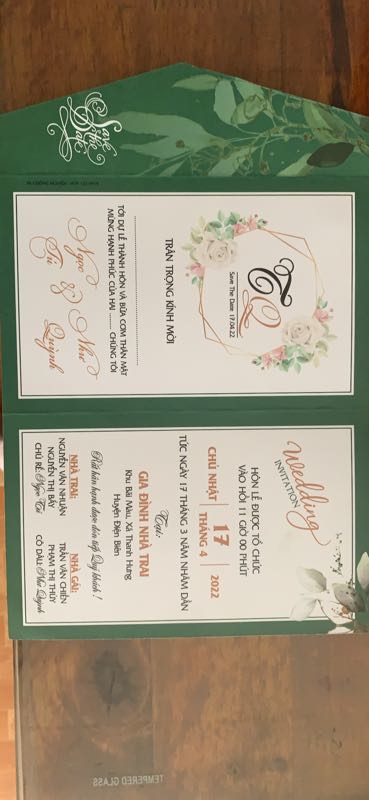 Save
the
Date
TQ
Save The Date 17.04.22
TRÂN TRỌNG KÍNH MỜI
TỚI DỰ LỄ THÀNH HÔN VÀ BỮA CƠM THÂN MẬT
MỪNG HẠNH PHÚC CỦA HAI ......... CHÚNG TÔI
Ngọc & Như
Tú Quỳnh
Wedding
INVITATION
HÔN LỄ ĐƯỢC TỔ CHỨC
VÀO HỒI 11 GIỜ 00 PHÚT
CHỦ NHẬT | 17 | 2022
THÁNG 4
TỨC NGÀY 17 THÁNG 3 NĂM NHÂM DẦN
Tại:
GIA ĐÌNH NHÀ TRAI
Khu Bãi Màu, Xã Thanh Hưng
Huyện Điện Biên
Rất hân hạnh được đón tiếp Quý khách!
NHÀ TRAI:
NGUYỄN VĂN NHUẬN
NGUYỄN THỊ BẨY
CHÚ RỂ: Ngọc Tú
NHÀ GÁI:
TRẦN VĂN CHIẾN
PHẠM THỊ THÚY
CÔ DÂU: Như Quỳnh
TEMPERED GLASS